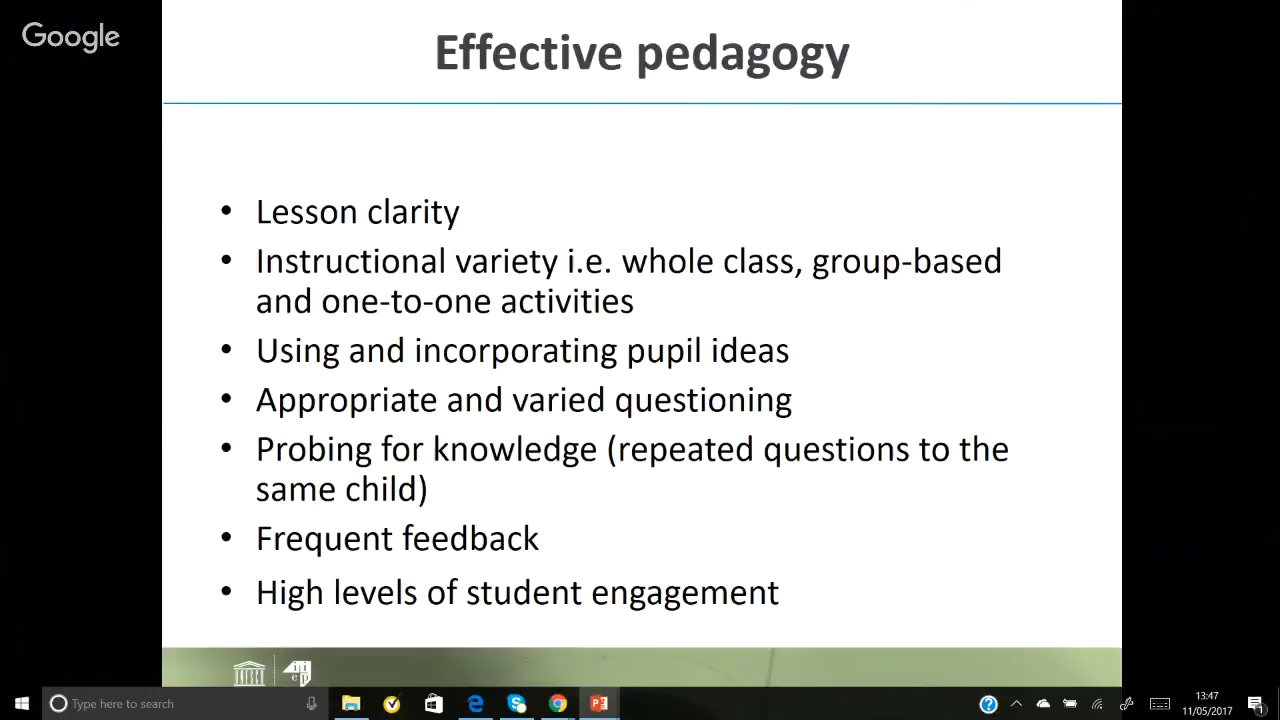 Google
Effective pedagogy
• Lesson clarity
• Instructional variety i.e. whole class, group-based
and one-to-one activities
• Using and incorporating pupil ideas
• Appropriate and varied questioning
• Probing for knowledge (repeated questions to the
same child)
• Frequent feedback
• High levels of student engagement
Type here to search
13:47
11/05/2017